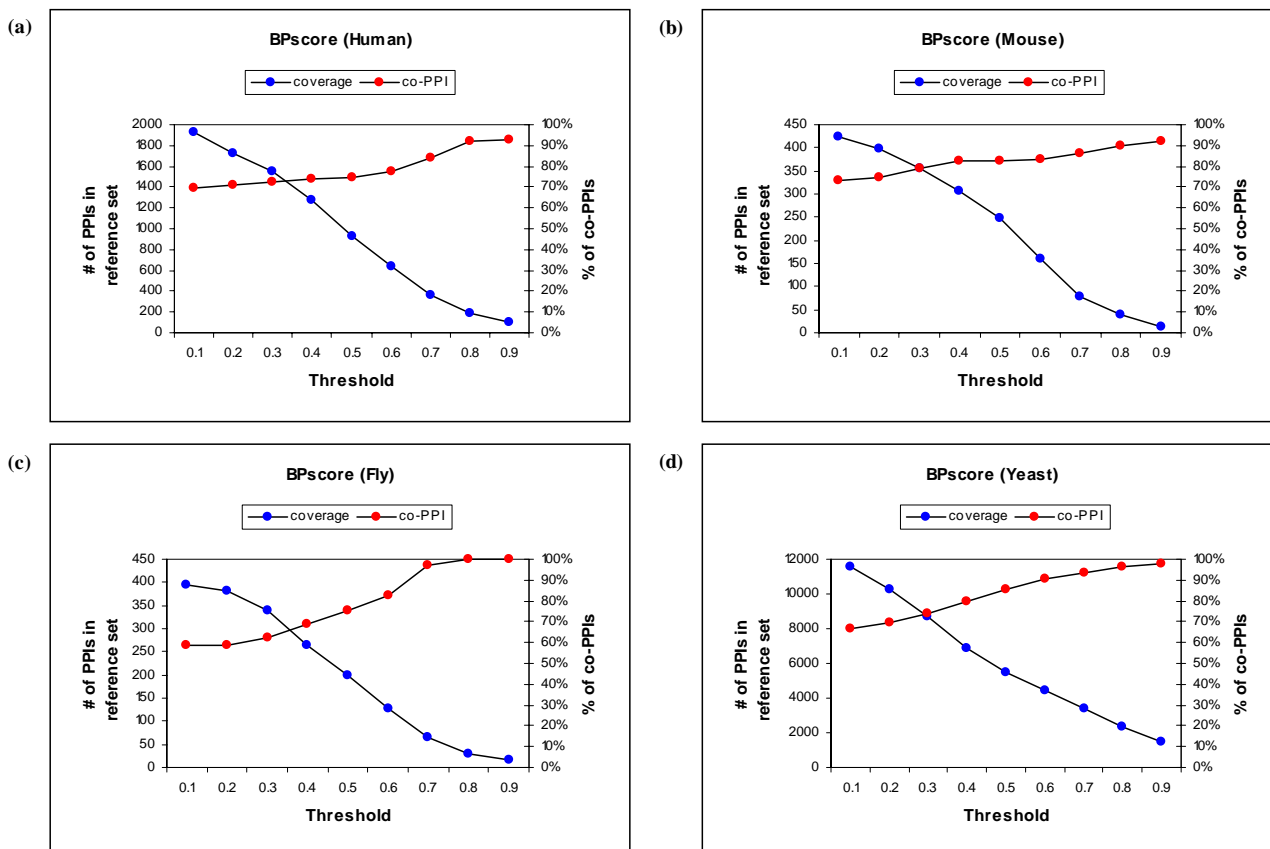 (a)
BPscore (Human)
coverage co-PPI
# of PPIs in
reference set
2000
1800
1600
1400
1200
1000
800
600
400
200
0
100%
90%
80%
70%
60%
50%
40%
30%
20%
10%
0%
% of co-PPIs
0.1 0.2 0.3 0.4 0.5 0.6 0.7 0.8 0.9
Threshold
(b)
BPscore (Mouse)
coverage co-PPI
# of PPIs in
reference set
450
400
350
300
250
200
150
100
50
0
100%
90%
80%
70%
60%
50%
40%
30%
20%
10%
0%
% of co-PPIs
0.1 0.2 0.3 0.4 0.5 0.6 0.7 0.8 0.9
Threshold
(c)
BPscore (Fly)
coverage co-PPI
# of PPIs in
reference set
450
400
350
300
250
200
150
100
50
0
100%
90%
80%
70%
60%
50%
40%
30%
20%
10%
0%
% of co-PPIs
0.1 0.2 0.3 0.4 0.5 0.6 0.7 0.8 0.9
Threshold
(d)
BPscore (Yeast)
coverage co-PPI
# of PPIs in
reference set
12000
10000
8000
6000
4000
2000
0
100%
90%
80%
70%
60%
50%
40%
30%
20%
10%
0%
% of co-PPIs
0.1 0.2 0.3 0.4 0.5 0.6 0.7 0.8 0.9
Threshold